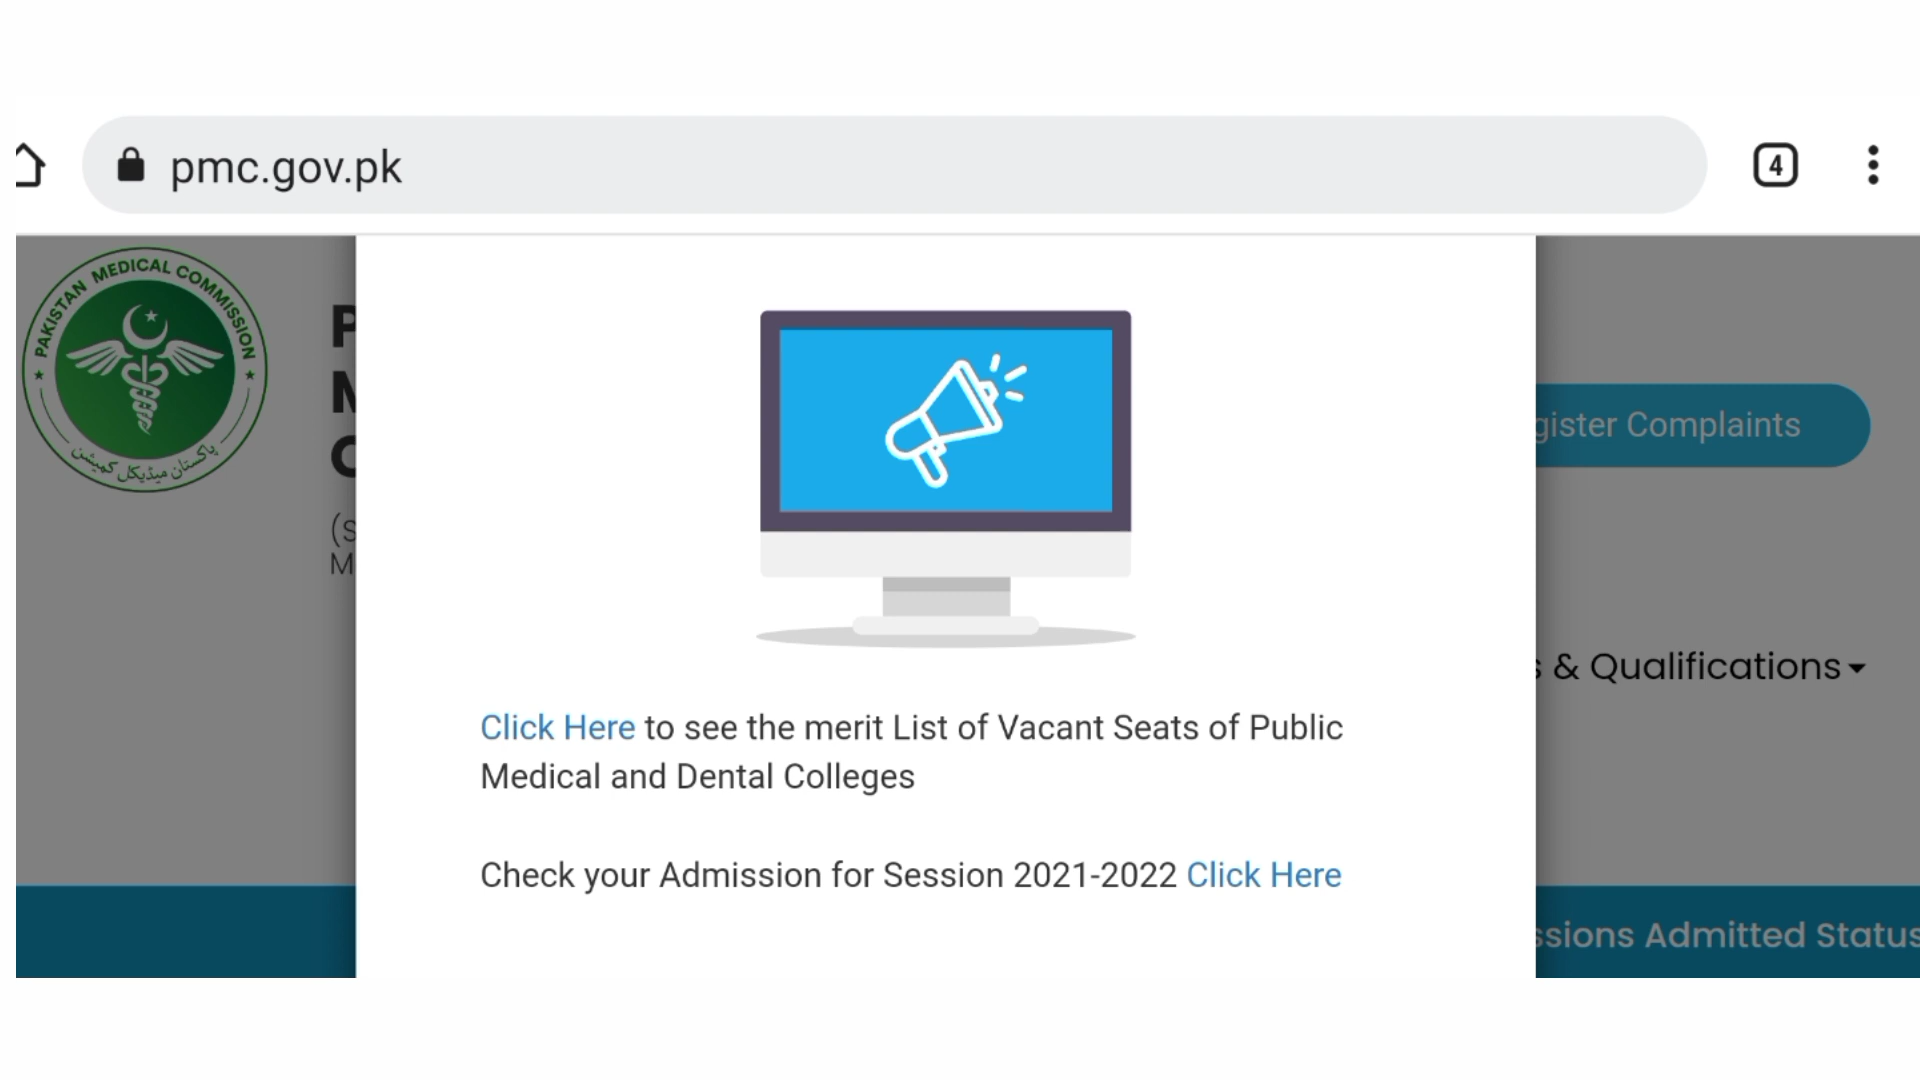 pmc.gov.pk
4
PAKISTAN MEDICAL COMMISSION
پاکستان میڈیکل کمیشن
P
M
C
(S
M
gister Complaints
s & Qualifications
Click Here to see the merit List of Vacant Seats of Public
Medical and Dental Colleges
Check your Admission for Session 2021-2022 Click Here
ssions Admitted Status